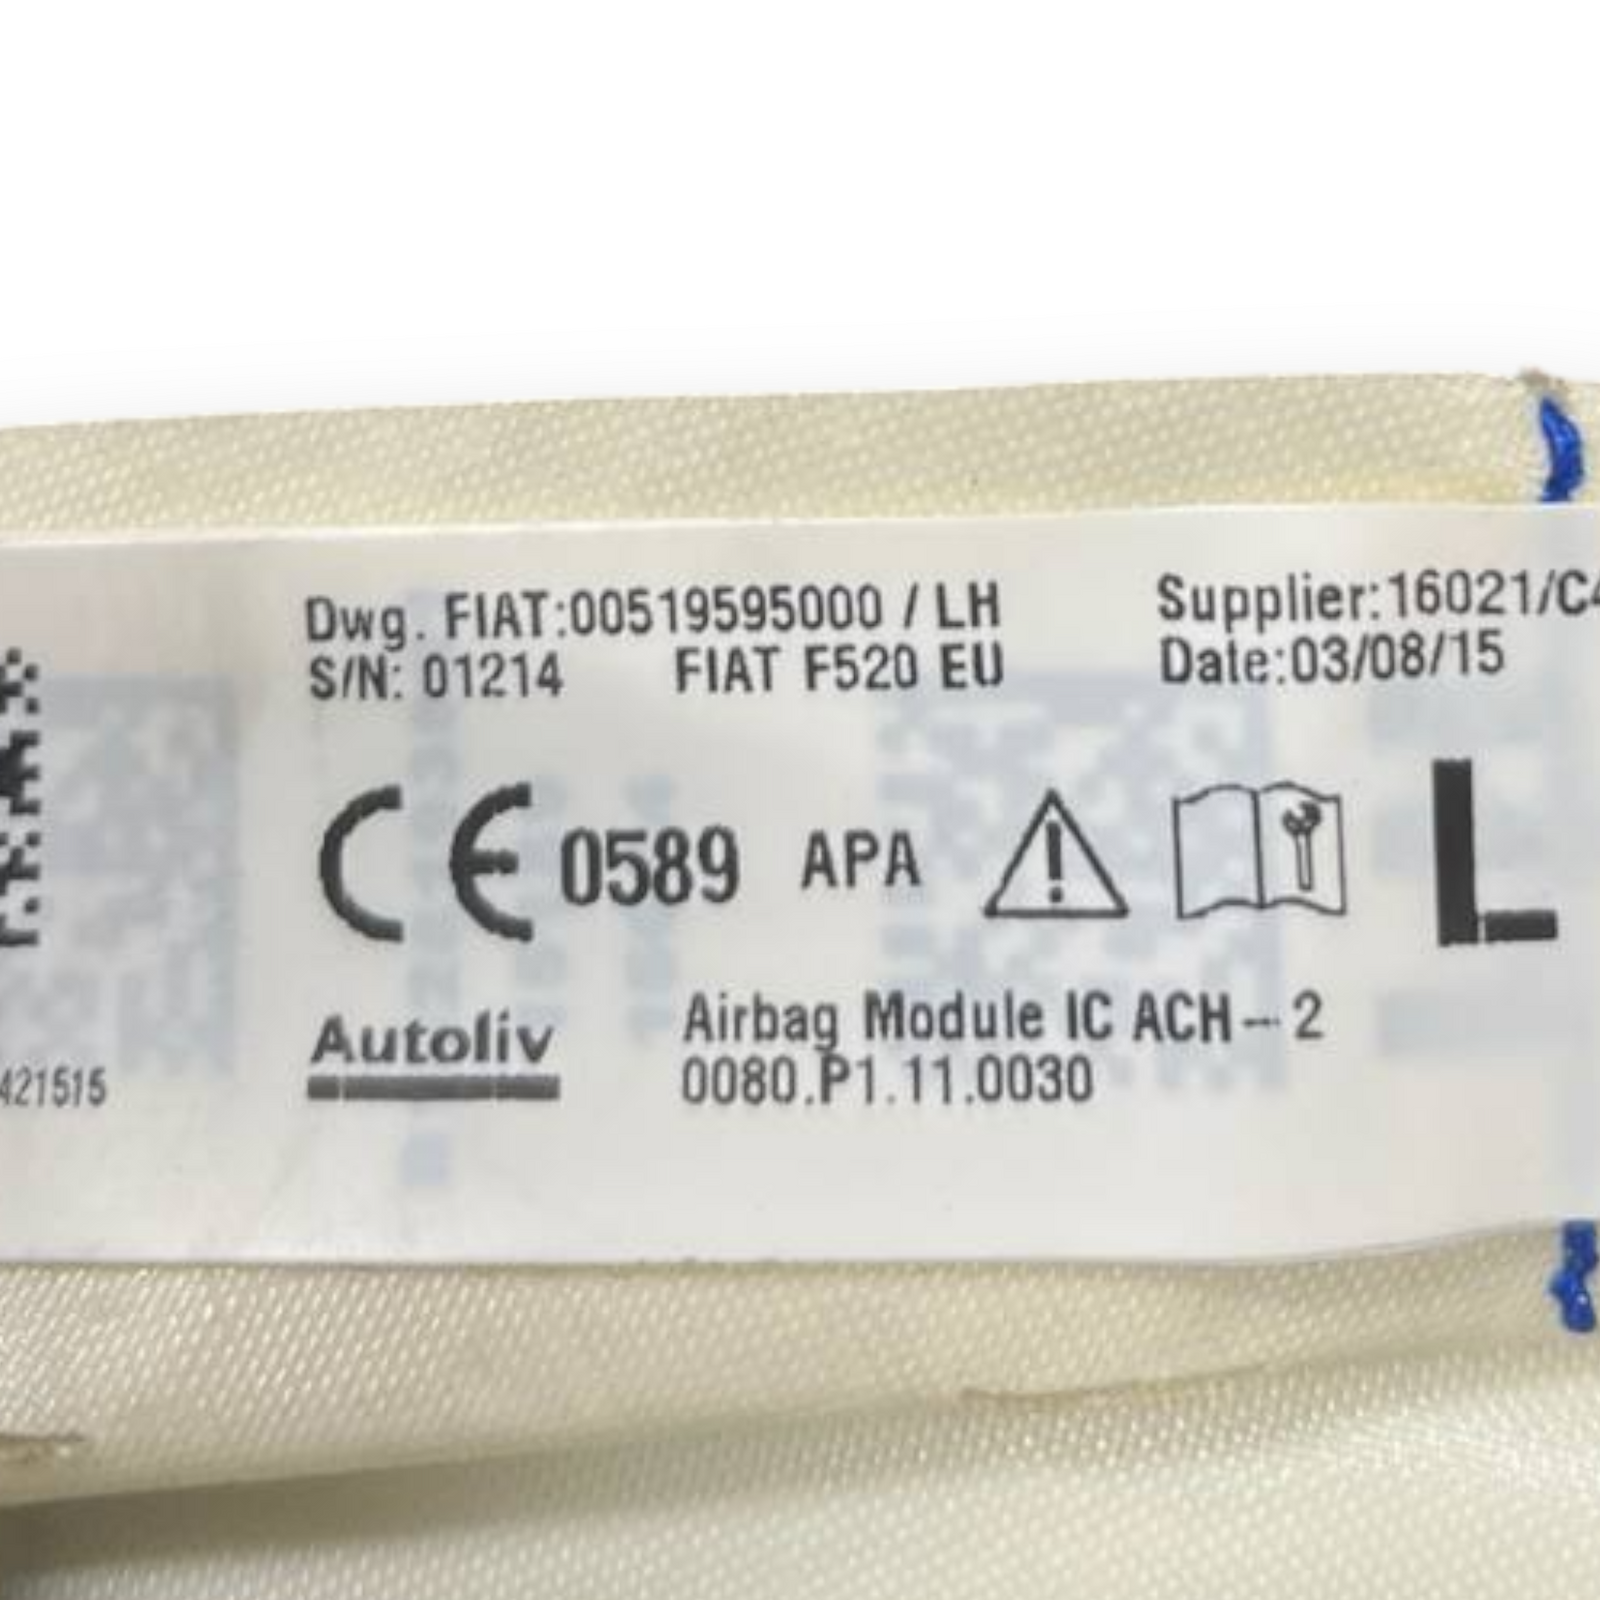 Dwg. FIAT:00519595000 / LH
S/N: 01214 FIAT F520 EU
Supplier:16021/C4
Date:03/08/15
CE 0589 APA
L
Autoliv
Airbag Module IC ACH--2
0080.P1.11.0030
421515